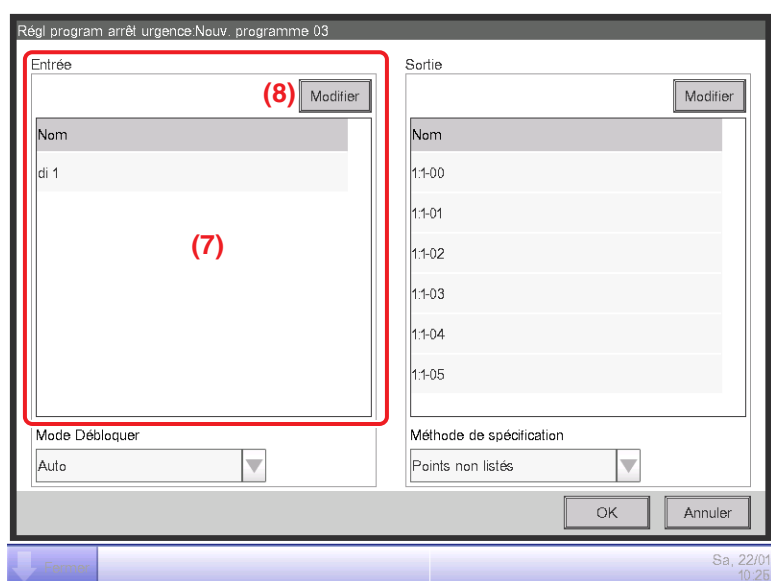 Régl program arrêt urgence:Nouv. programme 03
Entrée
(8) Modifier
Nom
di 1
(7)
Mode Débloquer
Auto
Sortie
Modifier
Nom
1:1-00
1:1-01
1:1-02
1:1-03
1:1-04
1:1-05
Méthode de spécification
Points non listés
OK
Annuler
Sa, 22/01
10:25